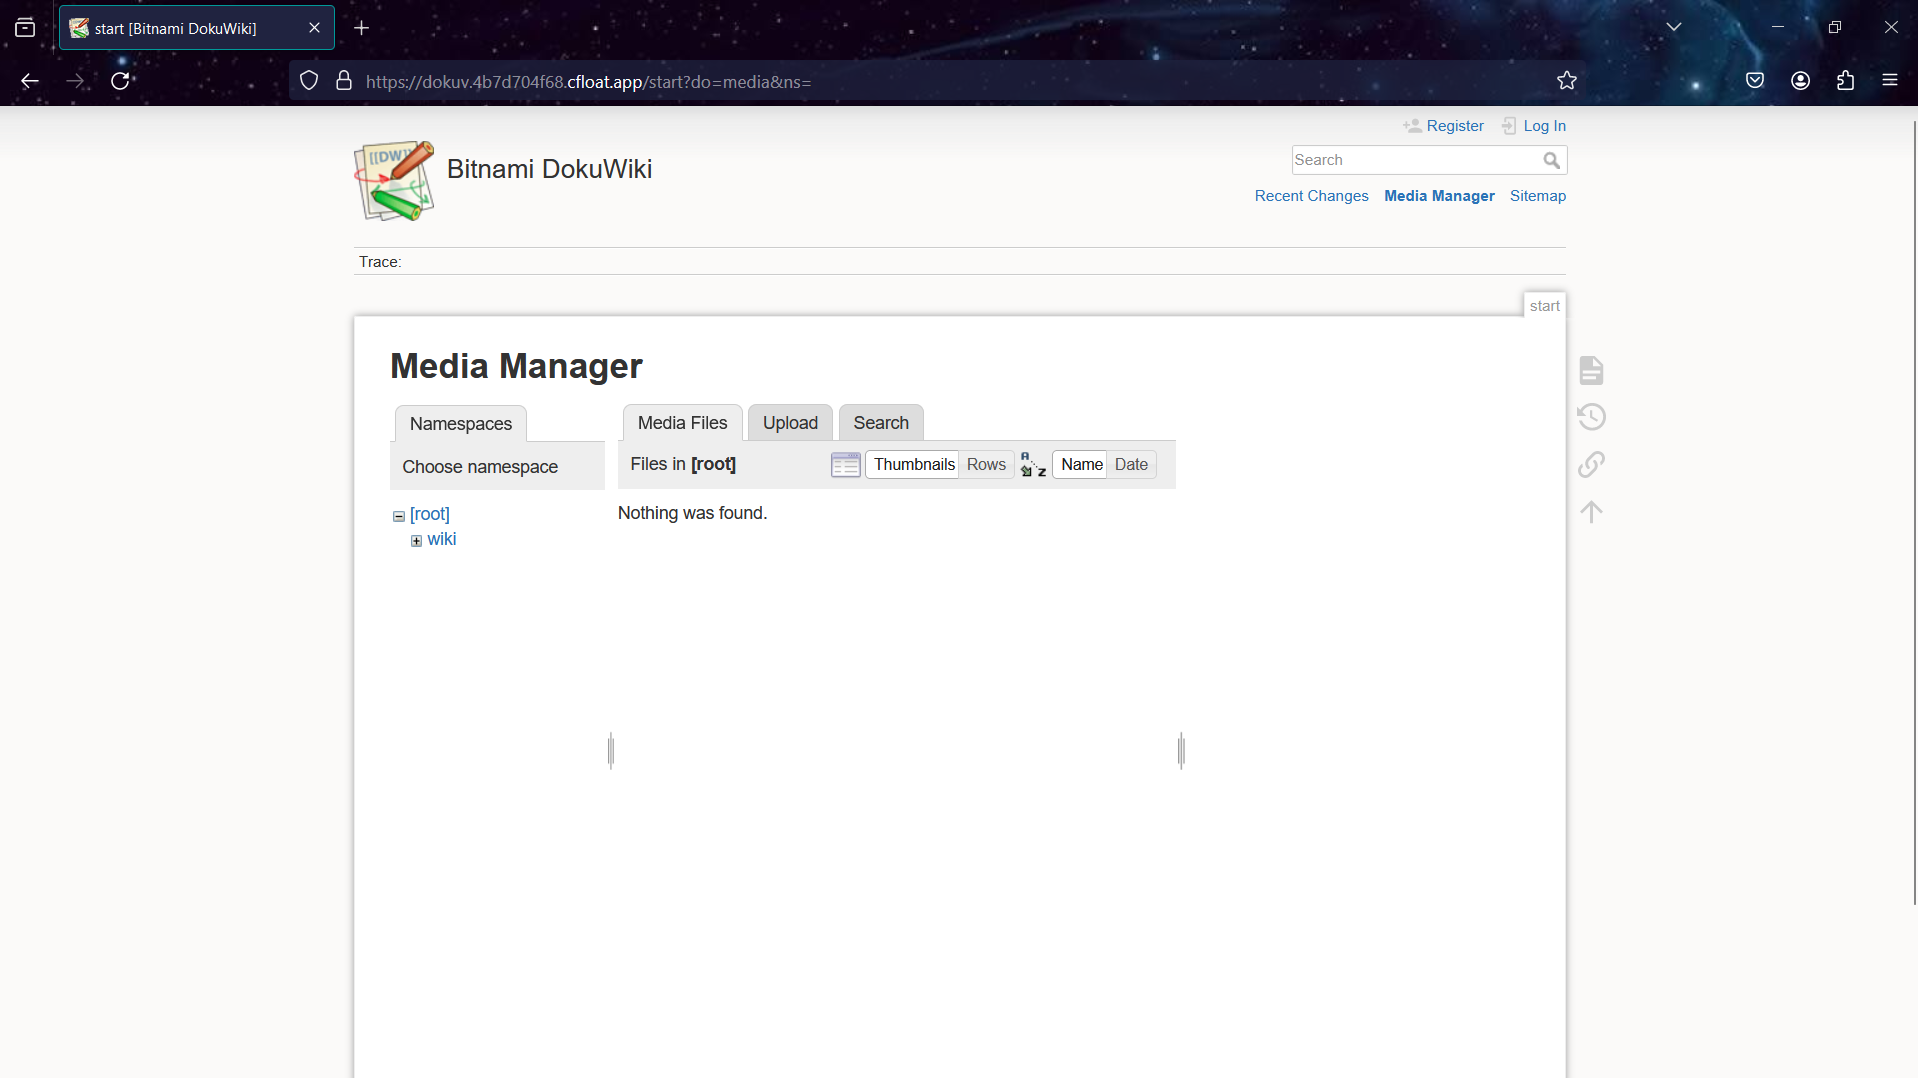 start [Bitnami DokuWiki]
https://dokuv.4b7d704f68.cfloat.app/start?do=media&ns=
Register Log In
[[DW]]
Bitnami DokuWiki
Search
Recent Changes Media Manager Sitemap
Trace:
start
Media Manager
Namespaces
Media Files Upload Search
Choose namespace
Files in [root] Thumbnails Rows A Z Name Date
[root]
wiki
Nothing was found.